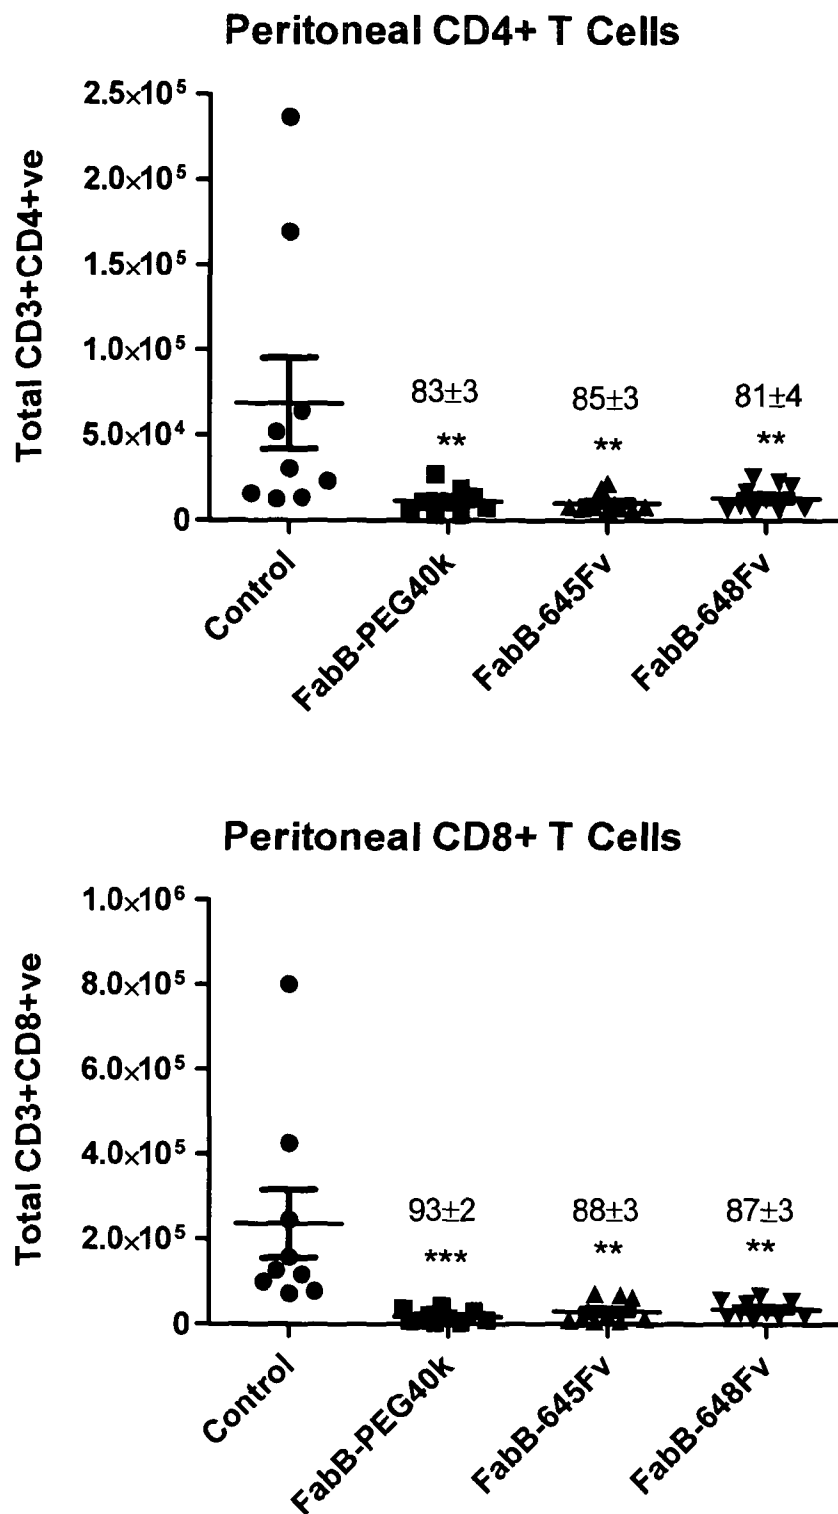 Peritoneal CD4+ T Cells
Total CD3+CD4+ve
2.5×10⁵
2.0×10⁵
1.5×10⁵
1.0×10⁵
5.0×10⁴
0
83±3
85±3
81±4
**
**
**
Control
FabB-PEG40k
FabB-645Fv
FabB-648Fv
Peritoneal CD8+ T Cells
Total CD3+CD8+ve
1.0×10⁶
8.0×10⁵
6.0×10⁵
4.0×10⁵
2.0×10⁵
0
93±2
88±3
87±3
***
**
**
Control
FabB-PEG40k
FabB-645Fv
FabB-648Fv